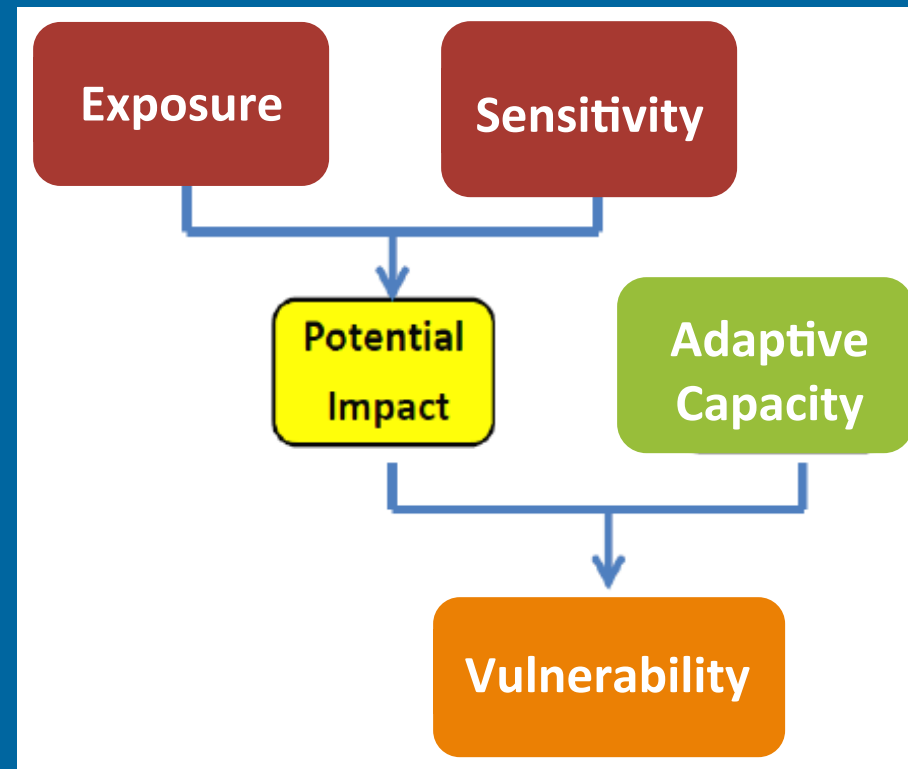 Exposure
Sensitivity
Potential
Impact
Adaptive
Capacity
Vulnerability